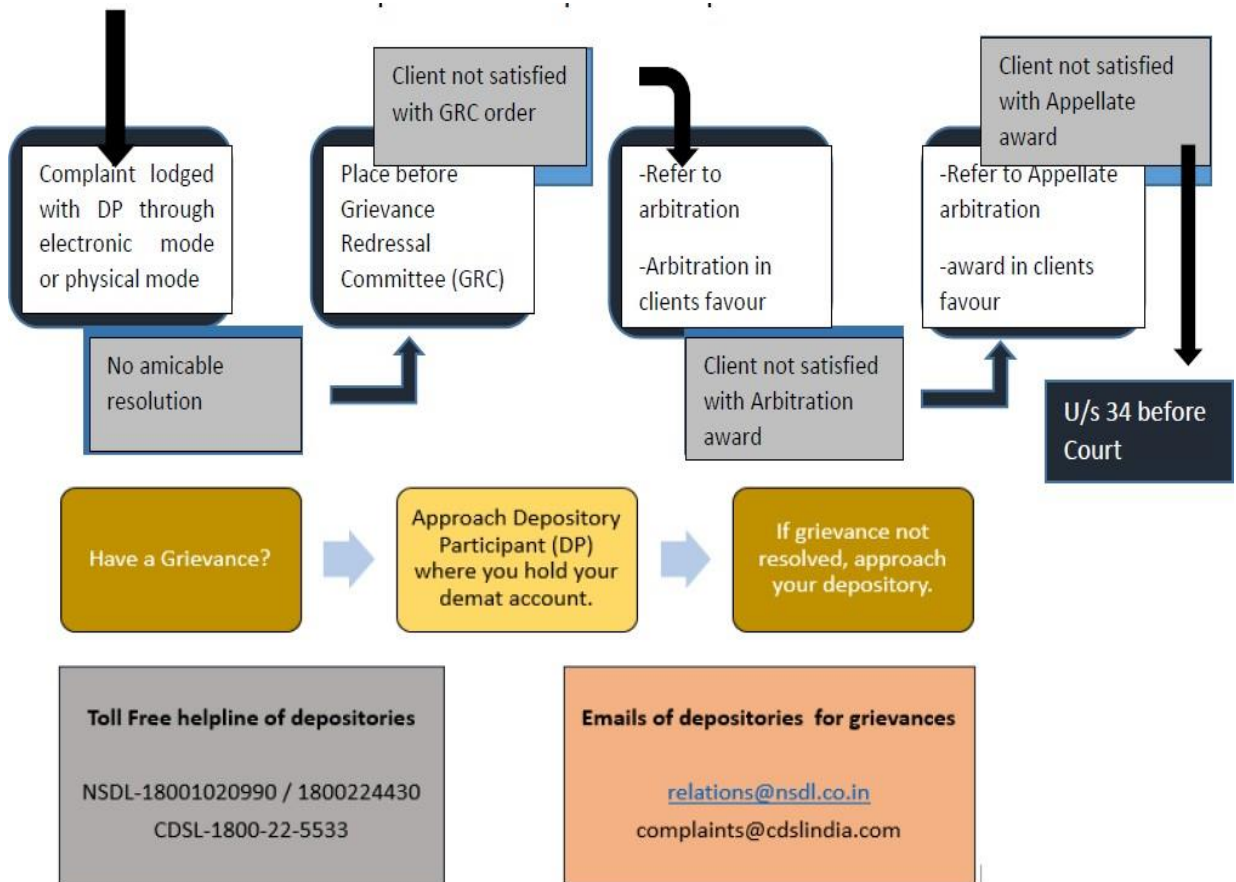 Complaint lodged
with DP through
electronic mode
or physical mode
No amicable
resolution
Place before
Grievance
Redressal
Committee (GRC)
Client not satisfied
with GRC order
-Refer to
arbitration
-Arbitration in
clients favour
Client not satisfied
with Arbitration
award
-Refer to Appellate
arbitration
-award in clients
favour
Client not satisfied
with Appellate
award
U/s 34 before
Court
Have a Grievance?
Approach Depository
Participant (DP)
where you hold your
demat account.
If grievance not
resolved, approach
your depository.
Toll Free helpline of depositories
NSDL-18001020990 / 1800224430
CDSL-1800-22-5533
Emails of depositories for grievances
relations@nsdl.co.in
complaints@cdslindia.com